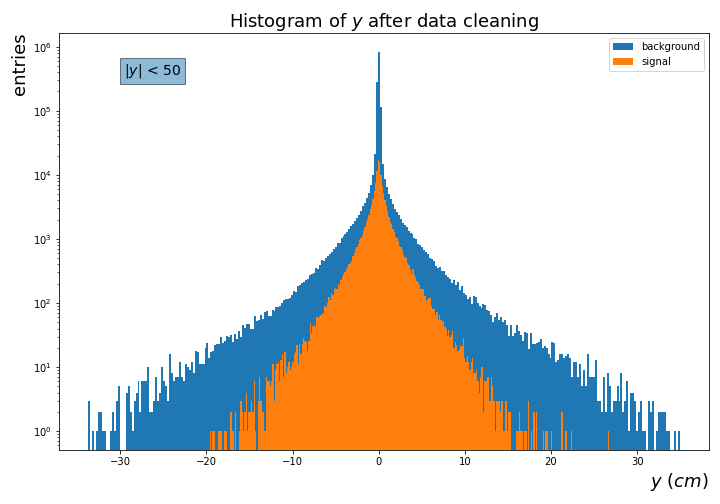 Histogram of y after data cleaning
entries
10⁶
10⁵
10⁴
10³
10²
10¹
10⁰
|y| < 50
background
signal
−30
−20
−10
0
10
20
30
y (cm)